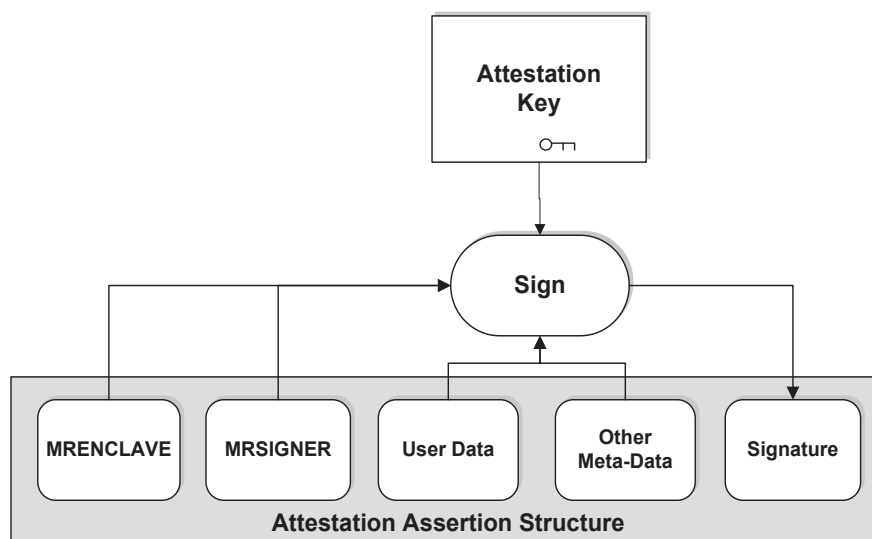 Attestation
Key
Sign
MRENCLAVE
MRSIGNER
User Data
Other
Meta-Data
Signature
Attestation Assertion Structure